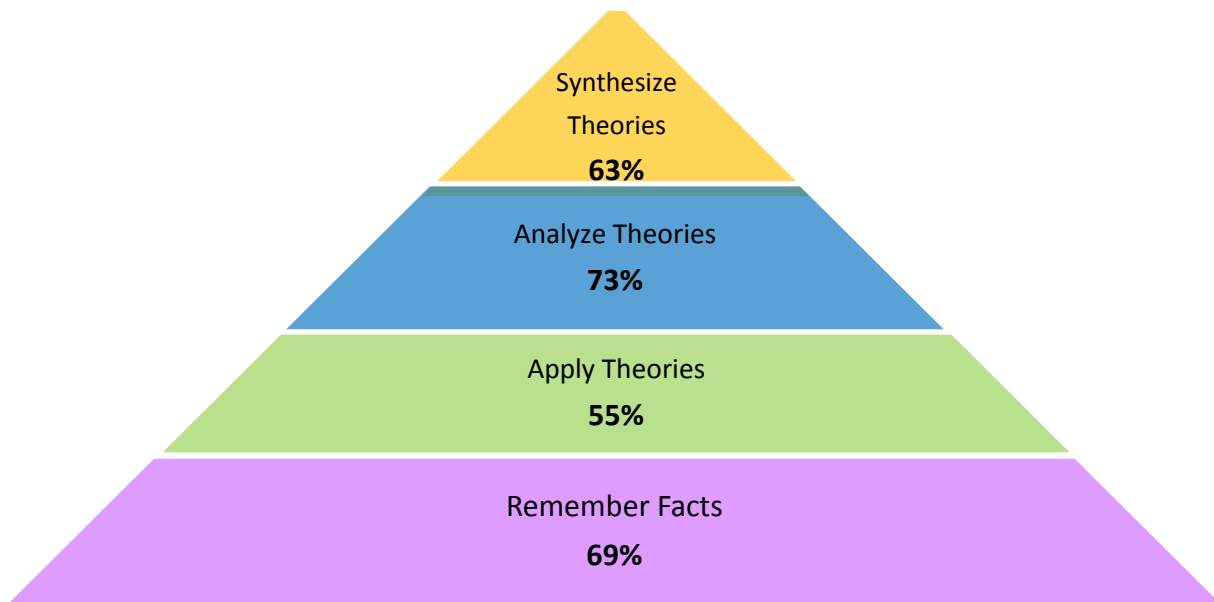 Synthesize
Theories
63%
Analyze Theories
73%
Apply Theories
55%
Remember Facts
69%